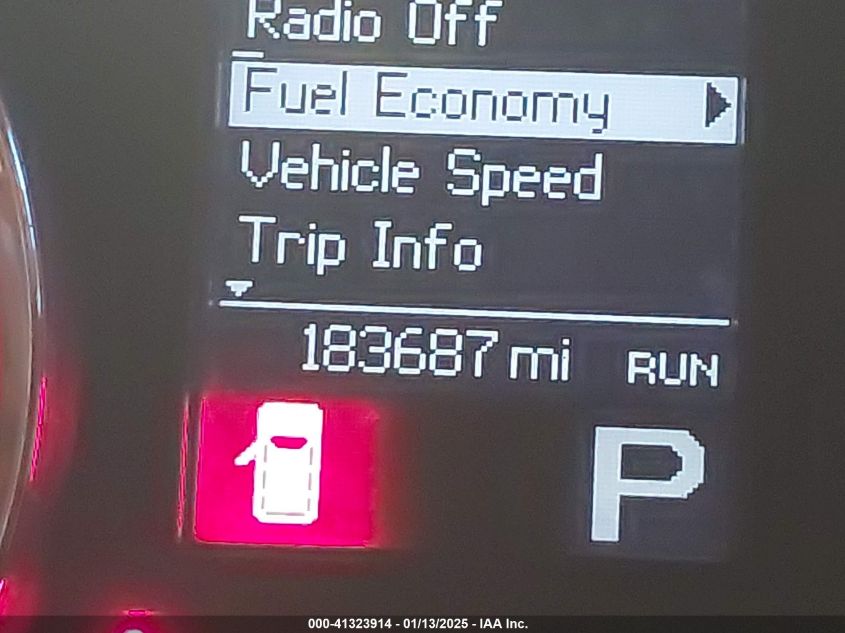 Radio Off
Fuel Economy
Vehicle Speed
Trip Info
183687 mi RUN
P
000-41323914 - 01/13/2025 - IAA Inc.